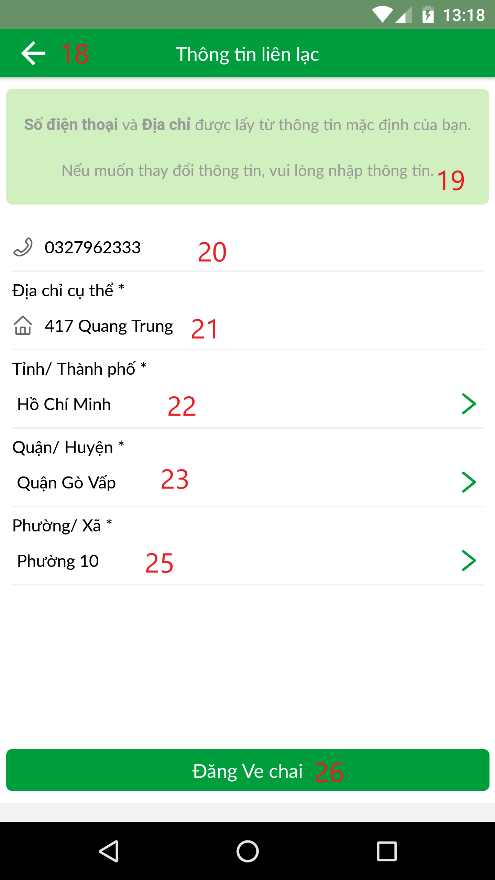 13:18
18 Thông tin liên lạc
Số điện thoại và Địa chỉ được lấy từ thông tin mặc định của bạn.
Nếu muốn thay đổi thông tin, vui lòng nhập thông tin. 19
0327962333 20
Địa chỉ cụ thể *
417 Quang Trung 21
Tỉnh/ Thành phố *
Hồ Chí Minh 22
Quận/ Huyện *
Quận Gò Vấp 23
Phường/ Xã *
Phường 10 25
Đăng Ve chai 26